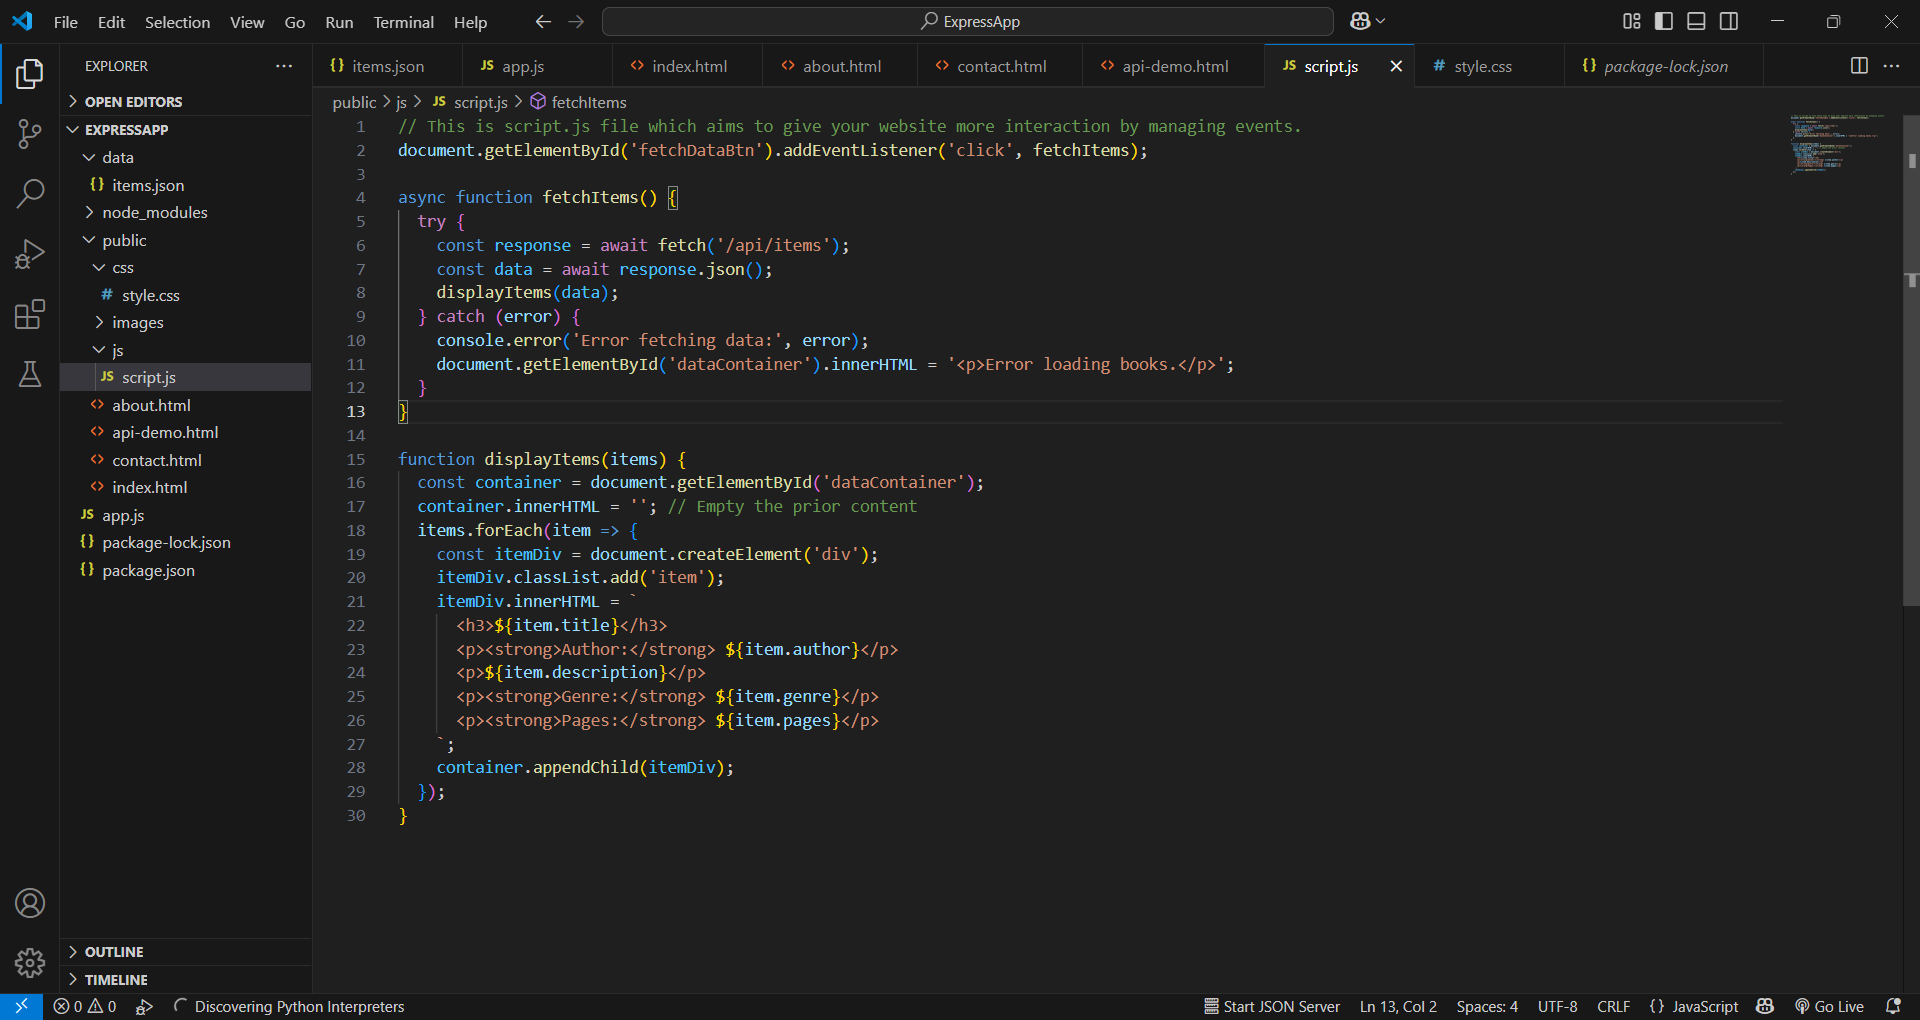 File Edit Selection View Go Run Terminal Help
ExpressApp
EXPLORER
OPEN EDITORS
EXPRESSAPP
data
items.json
node_modules
public
css
# style.css
images
js
JS script.js
<> about.html
<> api-demo.html
<> contact.html
<> index.html
JS app.js
{} package-lock.json
{} package.json
OUTLINE
TIMELINE
{} items.json JS app.js <> index.html <> about.html <> contact.html <> api-demo.html JS script.js # style.css {} package-lock.json
public > js > JS script.js > fetchItems
1 // This is script.js file which aims to give your website more interaction by managing events.
2 document.getElementById('fetchDataBtn').addEventListener('click', fetchItems);
3
4 async function fetchItems() {
5 try {
6 const response = await fetch('/api/items');
7 const data = await response.json();
8 displayItems(data);
9 } catch (error) {
10 console.error('Error fetching data:', error);
11 document.getElementById('dataContainer').innerHTML = '<p>Error loading books.</p>';
12 }
13 }
14
15 function displayItems(items) {
16 const container = document.getElementById('dataContainer');
17 container.innerHTML = ''; // Empty the prior content
18 items.forEach(item => {
19 const itemDiv = document.createElement('div');
20 itemDiv.classList.add('item');
21 itemDiv.innerHTML = `
22 <h3>${item.title}</h3>
23 <p><strong>Author:</strong> ${item.author}</p>
24 <p>${item.description}</p>
25 <p><strong>Genre:</strong> ${item.genre}</p>
26 <p><strong>Pages:</strong> ${item.pages}</p>
27 `;
28 container.appendChild(itemDiv);
29 });
30 }
0 0 Discovering Python Interpreters Start JSON Server Ln 13, Col 2 Spaces: 4 UTF-8 CRLF {} JavaScript Go Live